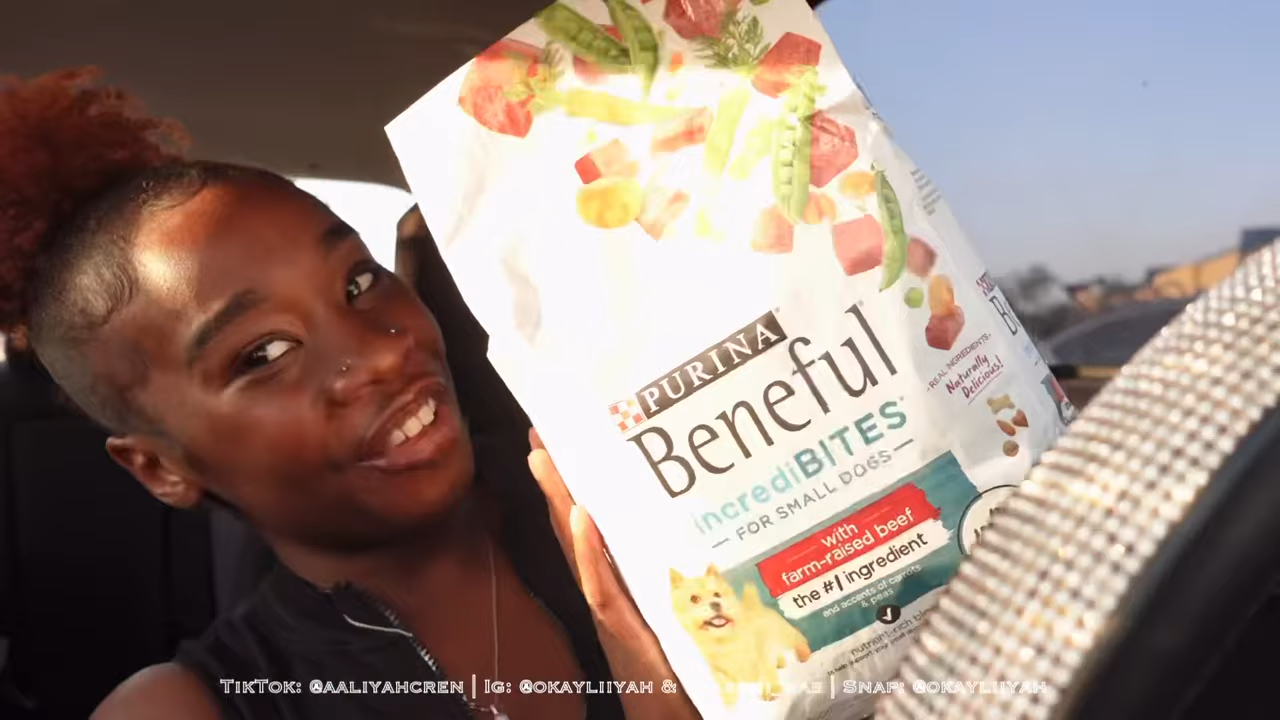 PURINA
Beneful
incrediBITES
FOR SMALL DOGS
with
farm-raised beef
the #1 ingredient
and accents of carrots
& peas
REAL INGREDIENTS
Naturally
Delicious!
TikTok: @aaliyahcren | Ig: @okayliiyah & | Snap: @okayliiyah